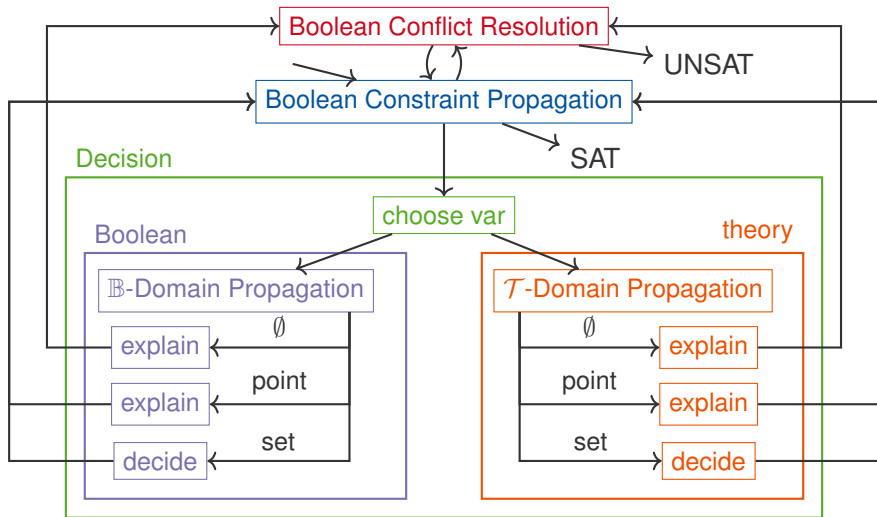 Boolean Conflict Resolution
UNSAT
Boolean Constraint Propagation
SAT
Decision
choose var
Boolean
theory
𝔹-Domain Propagation
𝒯-Domain Propagation
∅
explain
∅
explain
point
explain
point
explain
set
decide
set
decide